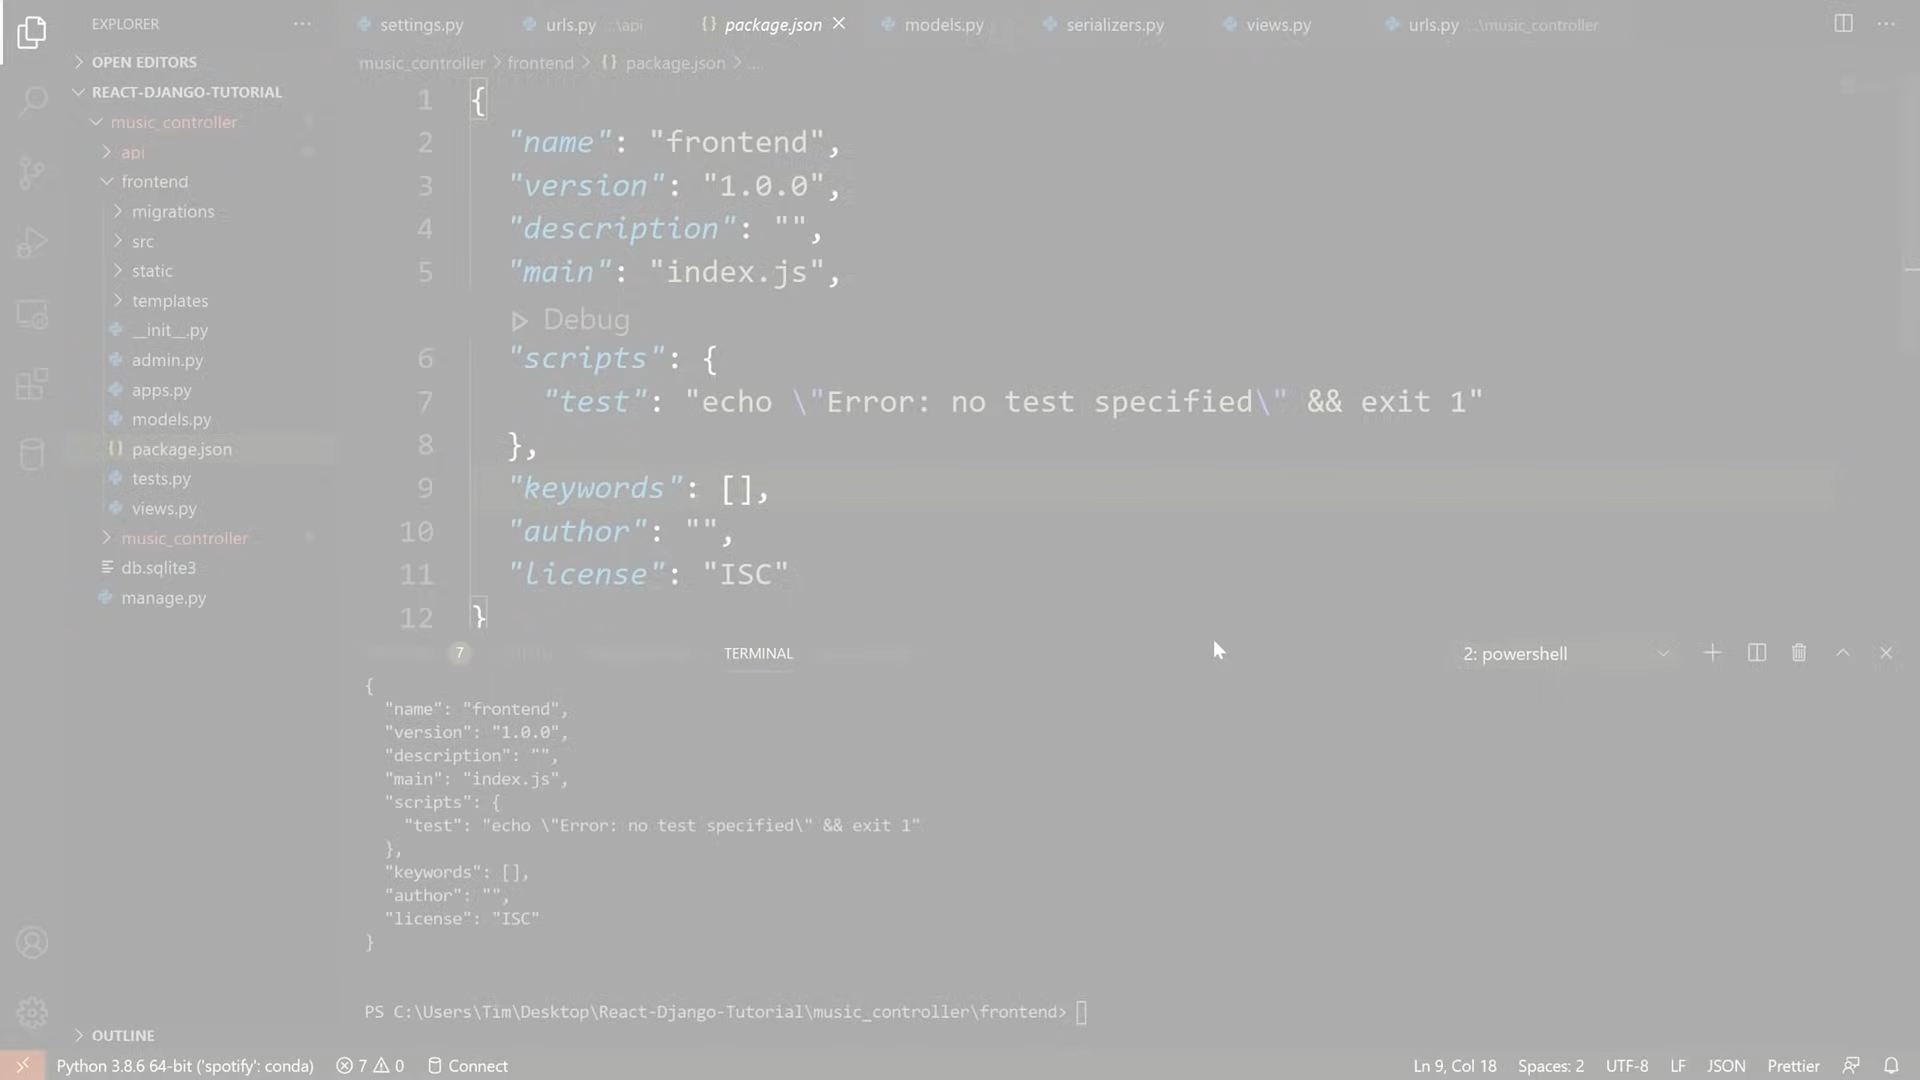 EXPLORER
settings.py
urls.py ...\api
package.json
models.py
serializers.py
views.py
urls.py ...\music_controller
OPEN EDITORS
REACT-DJANGO-TUTORIAL
music_controller
api
frontend
migrations
src
static
templates
__init__.py
admin.py
apps.py
models.py
package.json
tests.py
views.py
music_controller
db.sqlite3
manage.py
OUTLINE
music_controller > frontend > {} package.json > ...
1 {
2 "name": "frontend",
3 "version": "1.0.0",
4 "description": "",
5 "main": "index.js",
Debug
6 "scripts": {
7 "test": "echo \"Error: no test specified\" && exit 1"
8 },
9 "keywords": [],
10 "author": "",
11 "license": "ISC"
12 }
7
TERMINAL
2: powershell
{
"name": "frontend",
"version": "1.0.0",
"description": "",
"main": "index.js",
"scripts": {
"test": "echo \"Error: no test specified\" && exit 1"
},
"keywords": [],
"author": "",
"license": "ISC"
}
PS C:\Users\Tim\Desktop\React-Django-Tutorial\music_controller\frontend>
Python 3.8.6 64-bit ('spotify': conda)
7
0
Connect
Ln 9, Col 18
Spaces: 2
UTF-8
LF
JSON
Prettier